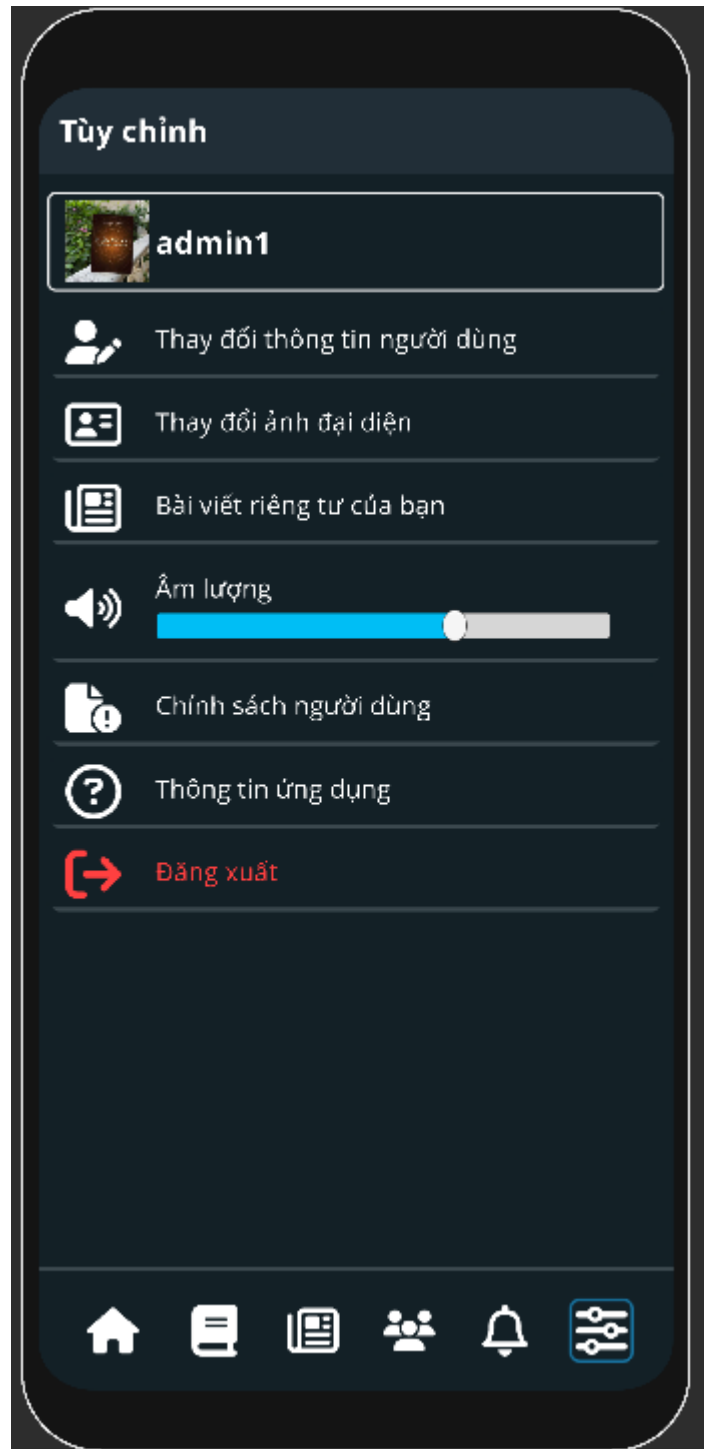 Tùy chỉnh
admin1
Thay đổi thông tin người dùng
Thay đổi ảnh đại diện
Bài viết riêng tư của bạn
Âm lượng
Chính sách người dùng
Thông tin ứng dụng
Đăng xuất